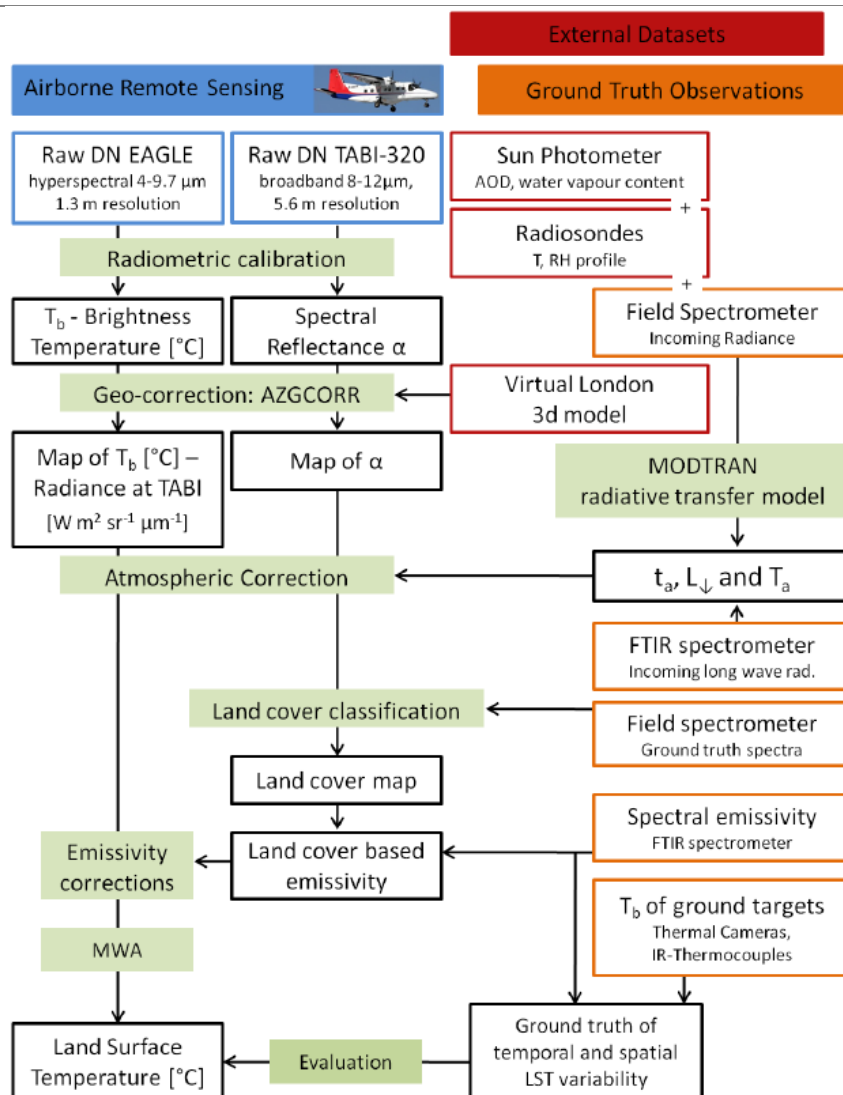 External Datasets
Airborne Remote Sensing
Ground Truth Observations
Raw DN EAGLE
hyperspectral 4-9.7 µm
1.3 m resolution
Raw DN TABI-320
broadband 8-12µm,
5.6 m resolution
Sun Photometer
AOD, water vapour content
+
Radiosondes
T, RH profile
+
Radiometric calibration
Field Spectrometer
Incoming Radiance
T_b - Brightness
Temperature [°C]
Spectral
Reflectance α
Geo-correction: AZGCORR
Virtual London
3d model
Map of T_b [°C] –
Radiance at TABI
[W m² sr⁻¹ µm⁻¹]
Map of α
MODTRAN
radiative transfer model
Atmospheric Correction
t_a, L_↓ and T_a
FTIR spectrometer
Incoming long wave rad.
Land cover classification
Field spectrometer
Ground truth spectra
Land cover map
Spectral emissivity
FTIR spectrometer
Emissivity
corrections
Land cover based
emissivity
T_b of ground targets
Thermal Cameras,
IR-Thermocouples
MWA
Land Surface
Temperature [°C]
Evaluation
Ground truth of
temporal and spatial
LST variability